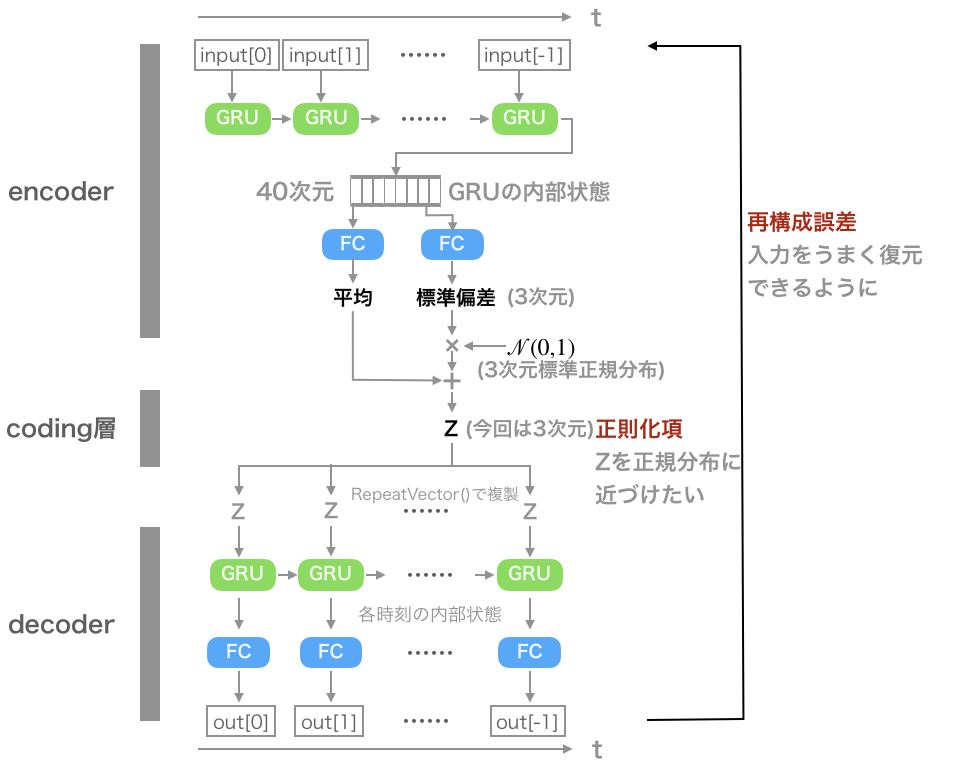 t
input[0] input[1] ...... input[-1]
GRU GRU ...... GRU
encoder
40次元 GRUの内部状態
再構成誤差
入力をうまく復元
できるように
FC FC
平均 標準偏差 (3次元)
× 𝒩(0,1)
(3次元標準正規分布)
+
coding層
Z (今回は3次元)
正則化項
Zを正規分布に
近づけたい
RepeatVector()で複製
Z Z ...... Z
GRU GRU ...... GRU
各時刻の内部状態
decoder
FC FC ...... FC
out[0] out[1] ...... out[-1]
t